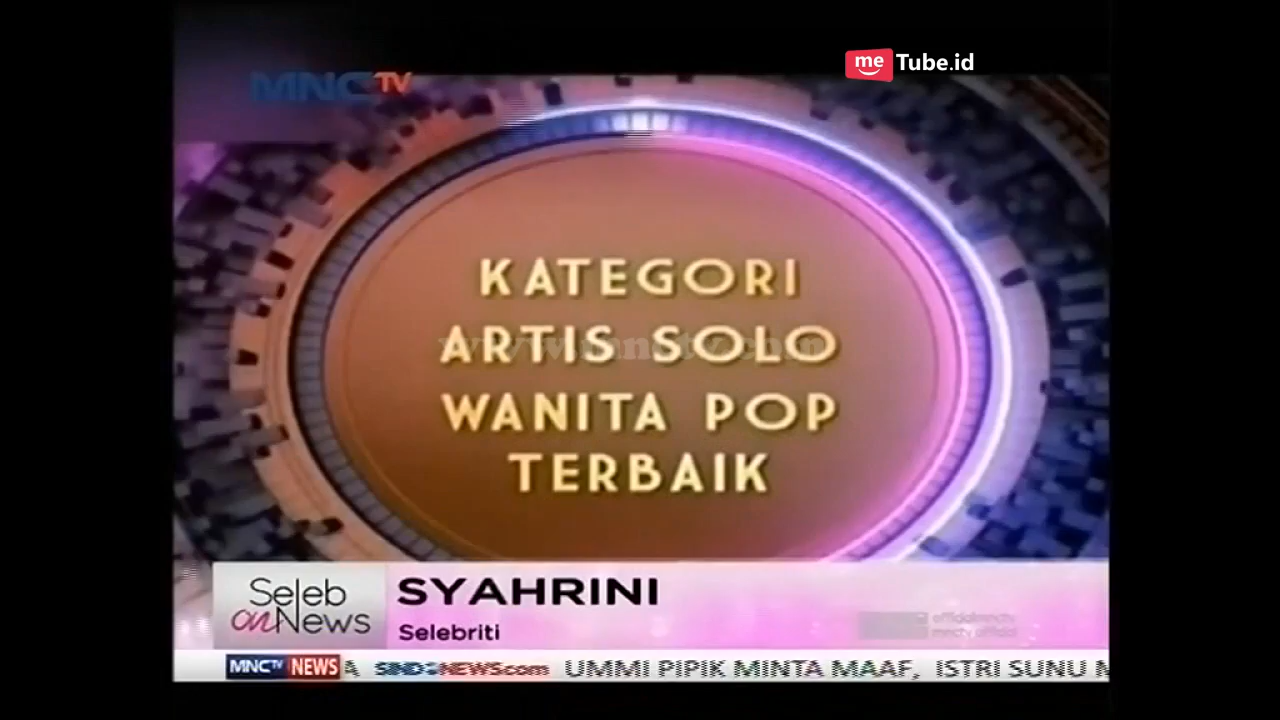 me Tube.id
MNCTV
KATEGORI
ARTIS SOLO
WANITA POP
TERBAIK
Seleb
on News
SYAHRINI
Selebriti
MNCTV NEWS A SINDONEWS.com UMMI PIPIK MINTA MAAF, ISTRI SUNU M